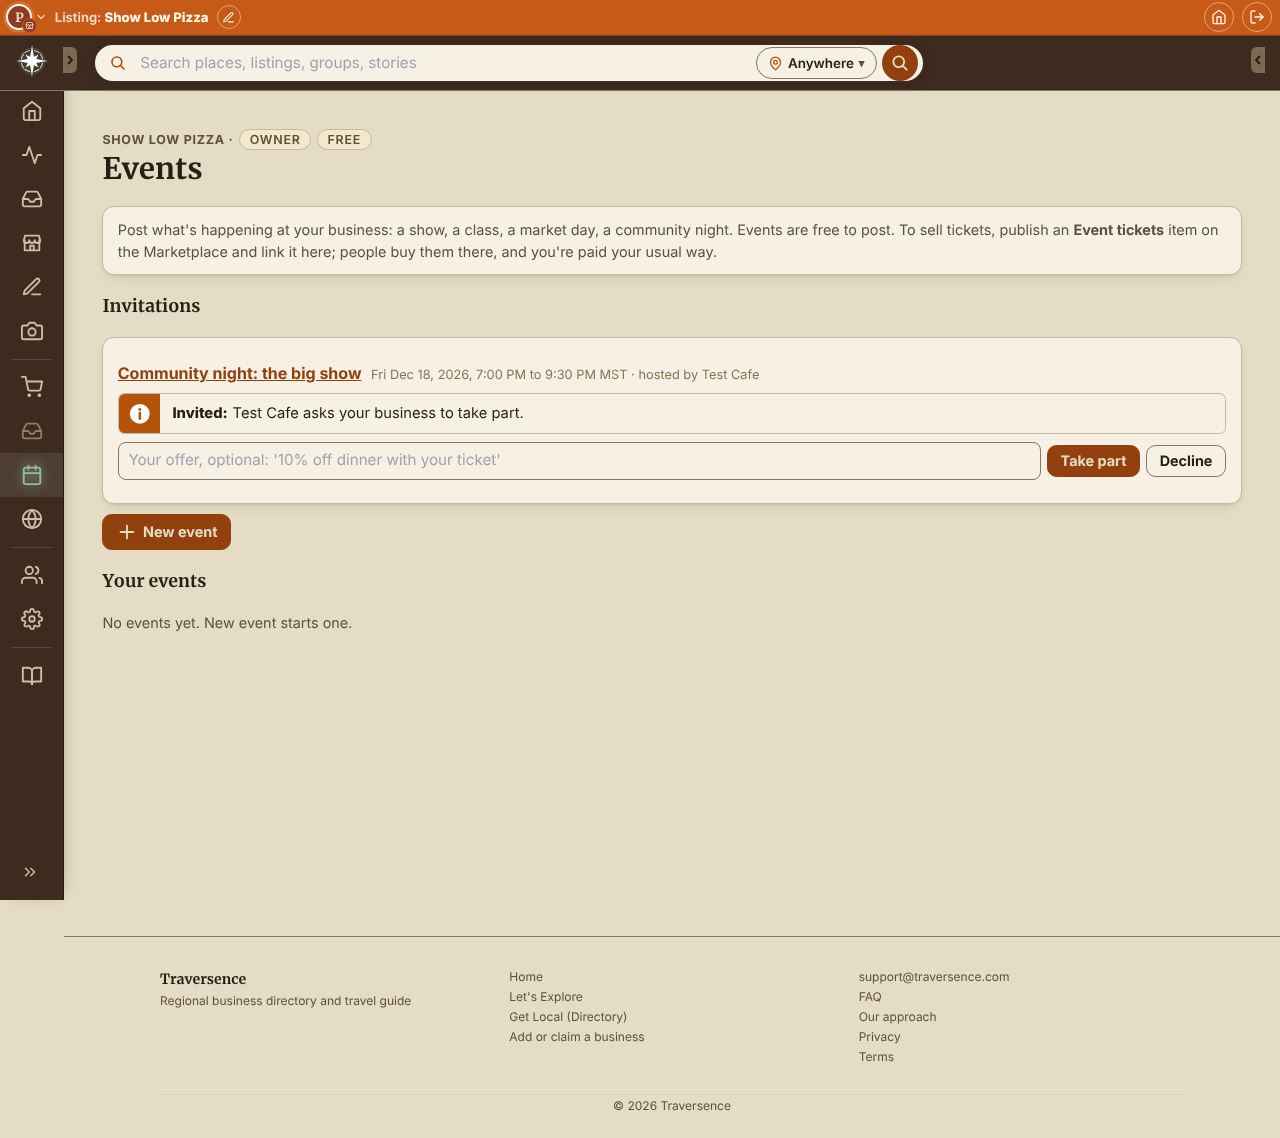 P
Listing: Show Low Pizza
Search places, listings, groups, stories
Anywhere ▾
SHOW LOW PIZZA · OWNER FREE
Events
Post what's happening at your business: a show, a class, a market day, a community night. Events are free to post. To sell tickets, publish an Event tickets item on
the Marketplace and link it here; people buy them there, and you're paid your usual way.
Invitations
Community night: the big show Fri Dec 18, 2026, 7:00 PM to 9:30 PM MST · hosted by Test Cafe
Invited: Test Cafe asks your business to take part.
Your offer, optional: '10% off dinner with your ticket'
Take part
Decline
New event
Your events
No events yet. New event starts one.
Traversence
Regional business directory and travel guide
Home
Let's Explore
Get Local (Directory)
Add or claim a business
support@traversence.com
FAQ
Our approach
Privacy
Terms
© 2026 Traversence